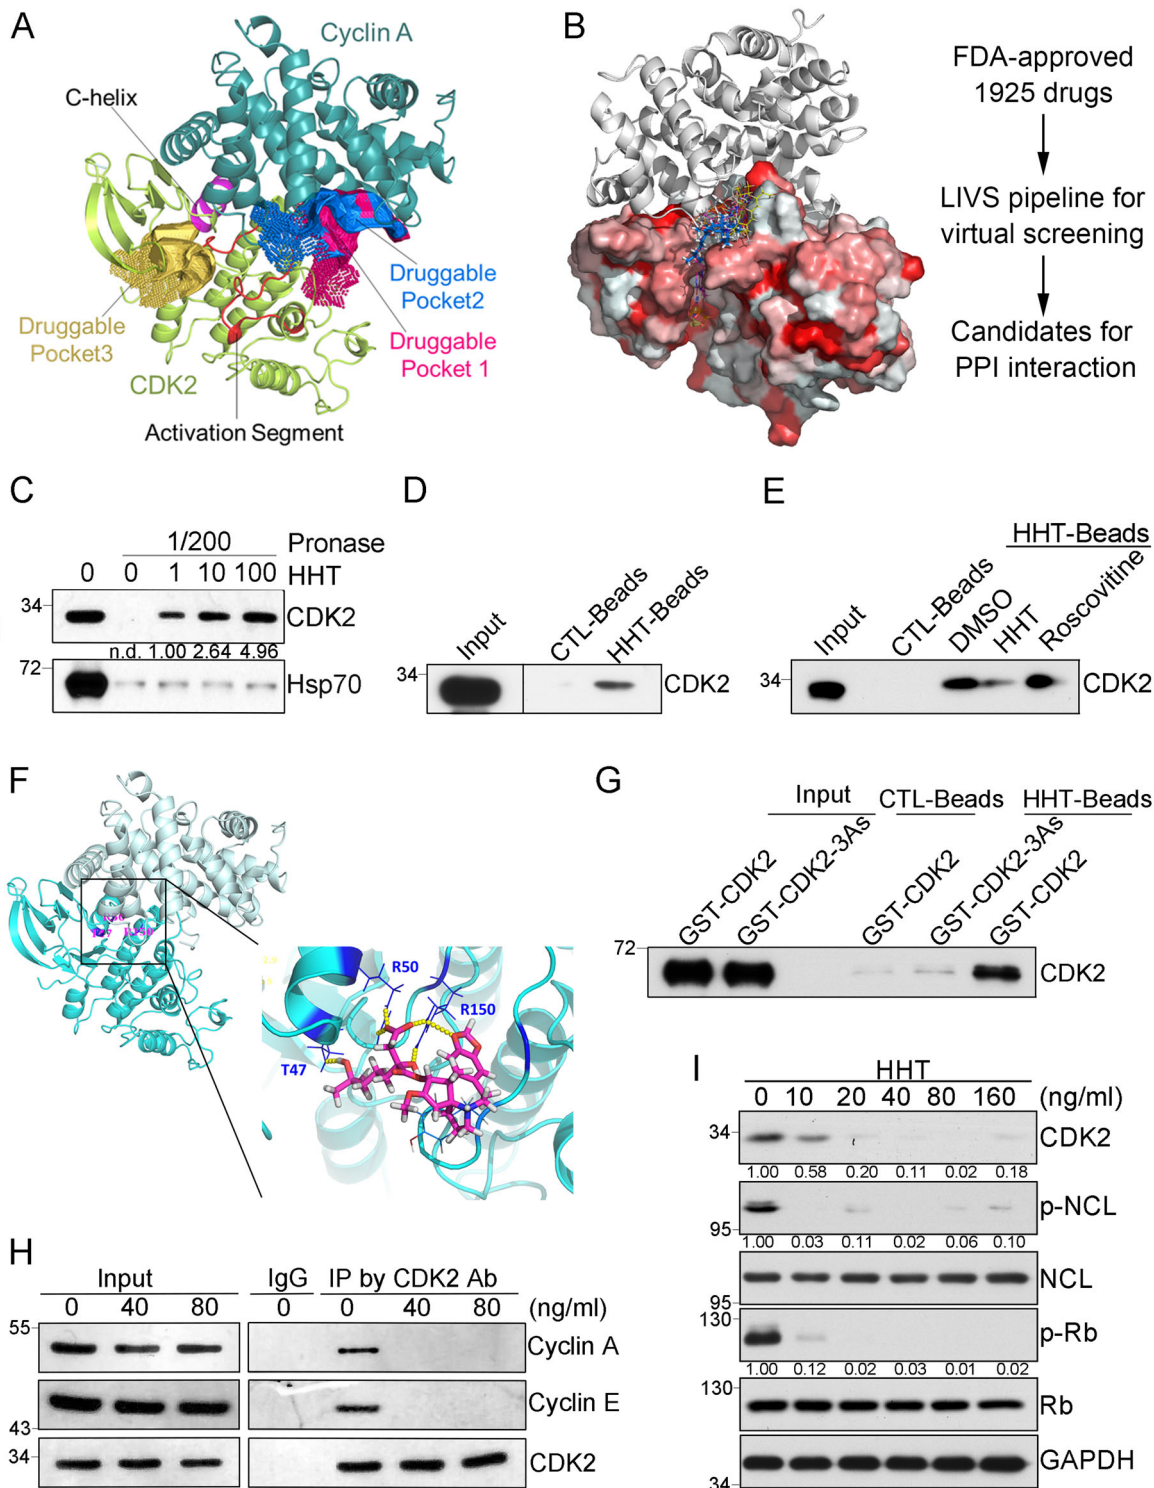 A
Cyclin A
C-helix
Druggable
Pocket2
Druggable
Pocket3
Druggable
Pocket 1
CDK2
Activation Segment
B
FDA-approved
1925 drugs
LIVS pipeline for
virtual screening
Candidates for
PPI interaction
C
1/200 Pronase
0 0 1 10 100 HHT
34 CDK2
n.d. 1.00 2.64 4.96
72 Hsp70
D
Input CTL-Beads HHT-Beads
34 CDK2
E
HHT-Beads
Input CTL-Beads DMSO HHT Roscovitine
34 CDK2
F
R50
R150
T47
G
Input CTL-Beads HHT-Beads
GST-CDK2 GST-CDK2-3As GST-CDK2 GST-CDK2-3As GST-CDK2
72 CDK2
H
Input IgG IP by CDK2 Ab
0 40 80 0 0 40 80 (ng/ml)
55 Cyclin A
Cyclin E
43
34 CDK2
I
HHT
0 10 20 40 80 160 (ng/ml)
34 CDK2
1.00 0.58 0.20 0.11 0.02 0.18
p-NCL
95
1.00 0.03 0.11 0.02 0.06 0.10
NCL
95
130 p-Rb
1.00 0.12 0.02 0.03 0.01 0.02
130 Rb
GAPDH
34